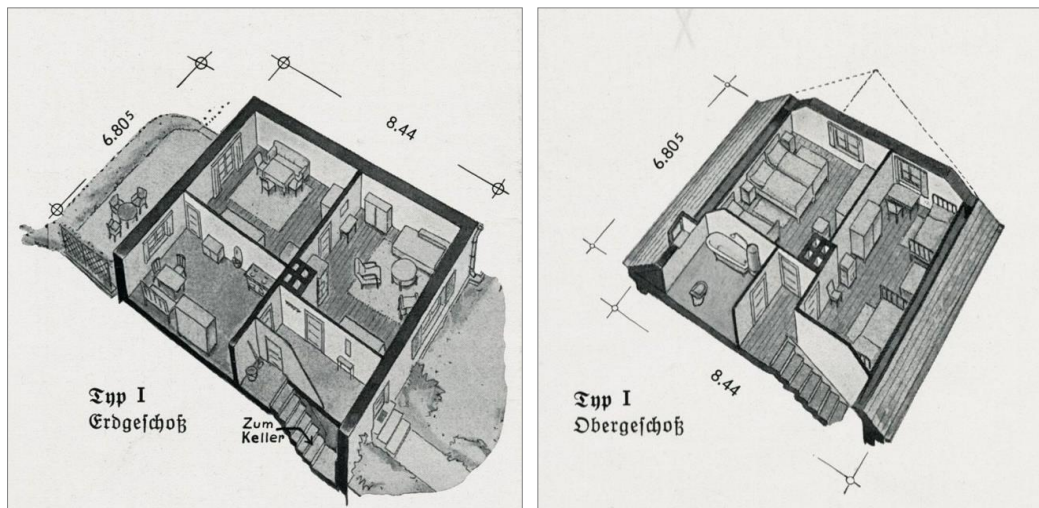 6.80⁵
8.44
Typ I
Erdgeſchoß
Zum
Keller
6.80⁵
8.44
Typ I
Obergeſchoß